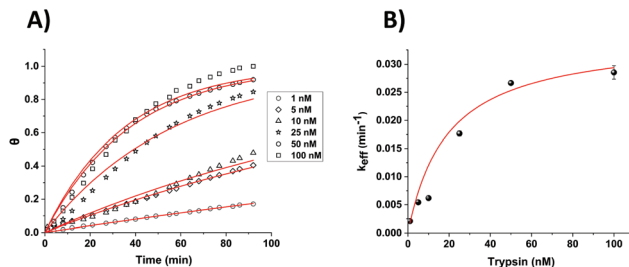 A)
B)
1.0
0.8
0.6
0.4
0.2
0.0
θ
0
20
40
60
80
100
Time (min)
1 nM
5 nM
10 nM
25 nM
50 nM
100 nM
0.030
0.025
0.020
0.015
0.010
0.005
0.000
keff (min-1)
0
20
40
60
80
100
Trypsin (nM)